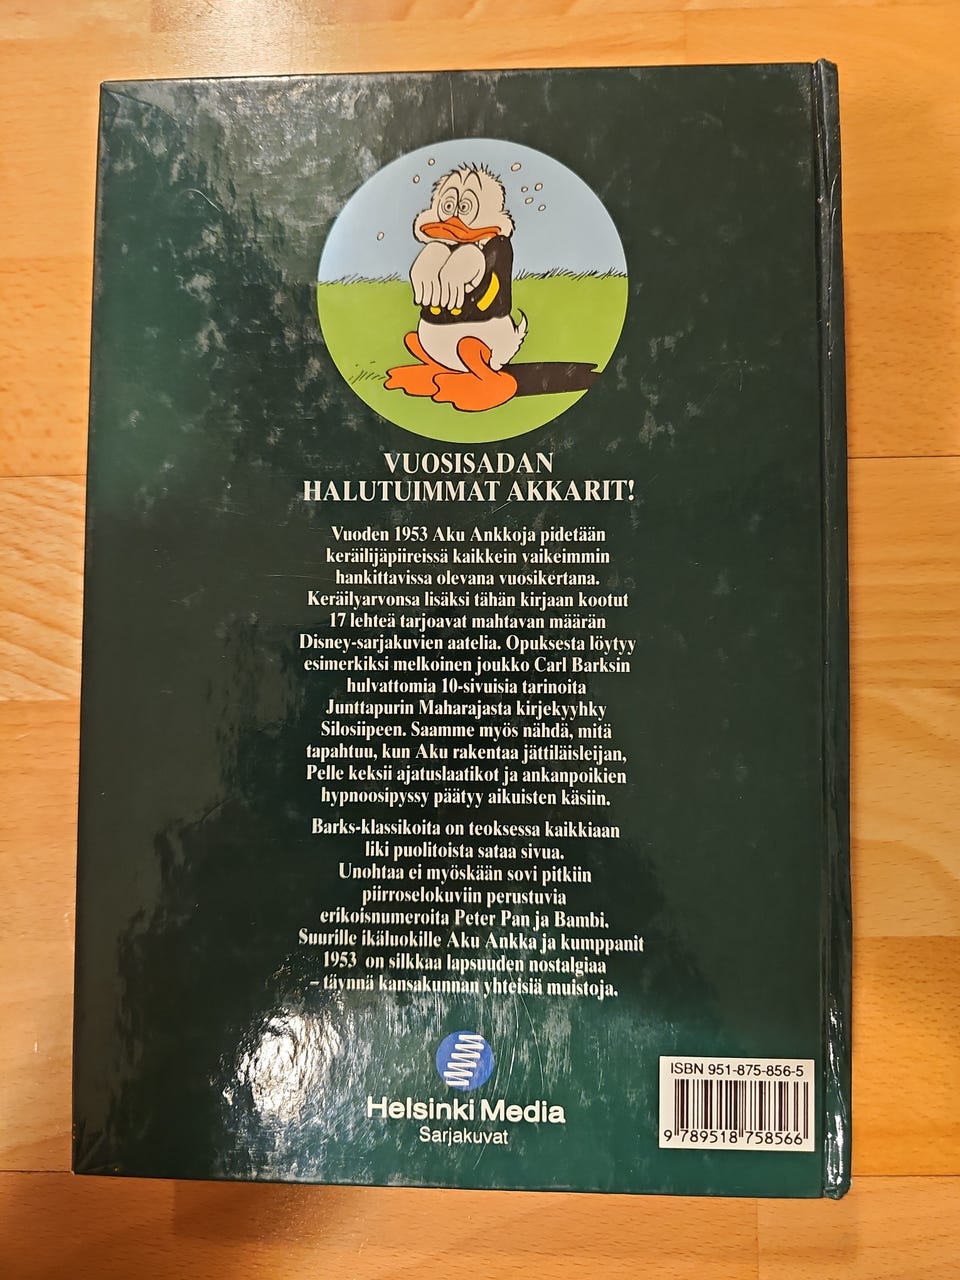 VUOSISADAN
HALUTUIMMAT AKKARIT!
Vuoden 1953 Aku Ankkoja pidetään
keräilijäpiireissä kaikkein vaikeimmin
hankittavissa olevana vuosikertana.
Keräilyarvonsa lisäksi tähän kirjaan kootut
17 lehteä tarjoavat mahtavan määrän
Disney-sarjakuvien aatelia. Opuksesta löytyy
esimerkiksi melkoinen joukko Carl Barksin
hulvattomia 10-sivuisia tarinoita
Junttapurin Maharajasta kirjekyyhky
Silosiipeen. Saamme myös nähdä, mitä
tapahtuu, kun Aku rakentaa jättiläisleijan,
Pelle keksii ajatuslaatikot ja ankanpoikien
hypnoosipyssy päätyy aikuisten käsiin.
Barks-klassikoita on teoksessa kaikkiaan
liki puolitoista sataa sivua.
Unohtaa ei myöskään sovi pitkiin
piirroselokuviin perustuvia
erikoisnumeroita Peter Pan ja Bambi.
Suurille ikäluokille Aku Ankka ja kumppanit
1953 on silkkaa lapsuuden nostalgiaa
– täynnä kansakunnan yhteisiä muistoja.
Helsinki Media
Sarjakuvat
ISBN 951-875-856-5
9 789518 758566